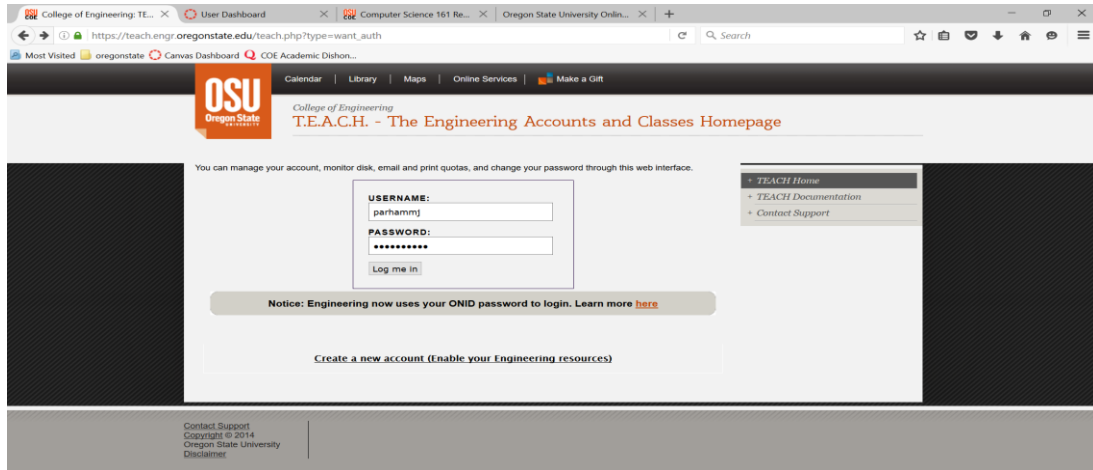 College of Engineering: TE... User Dashboard Computer Science 161 Re... Oregon State University Onlin...
https://teach.engr.oregonstate.edu/teach.php?type=want_auth Search
Most Visited oregonstate Canvas Dashboard COE Academic Dishon...
Calendar | Library | Maps | Online Services | Make a Gift
OSU
Oregon State
UNIVERSITY
College of Engineering
T.E.A.C.H. - The Engineering Accounts and Classes Homepage
You can manage your account, monitor disk, email and print quotas, and change your password through this web interface.
USERNAME:
parhammj
PASSWORD:
••••••••••
Log me in
+ TEACH Home
+ TEACH Documentation
+ Contact Support
Notice: Engineering now uses your ONID password to login. Learn more here
Create a new account (Enable your Engineering resources)
Contact Support
Copyright © 2014
Oregon State University
Disclaimer